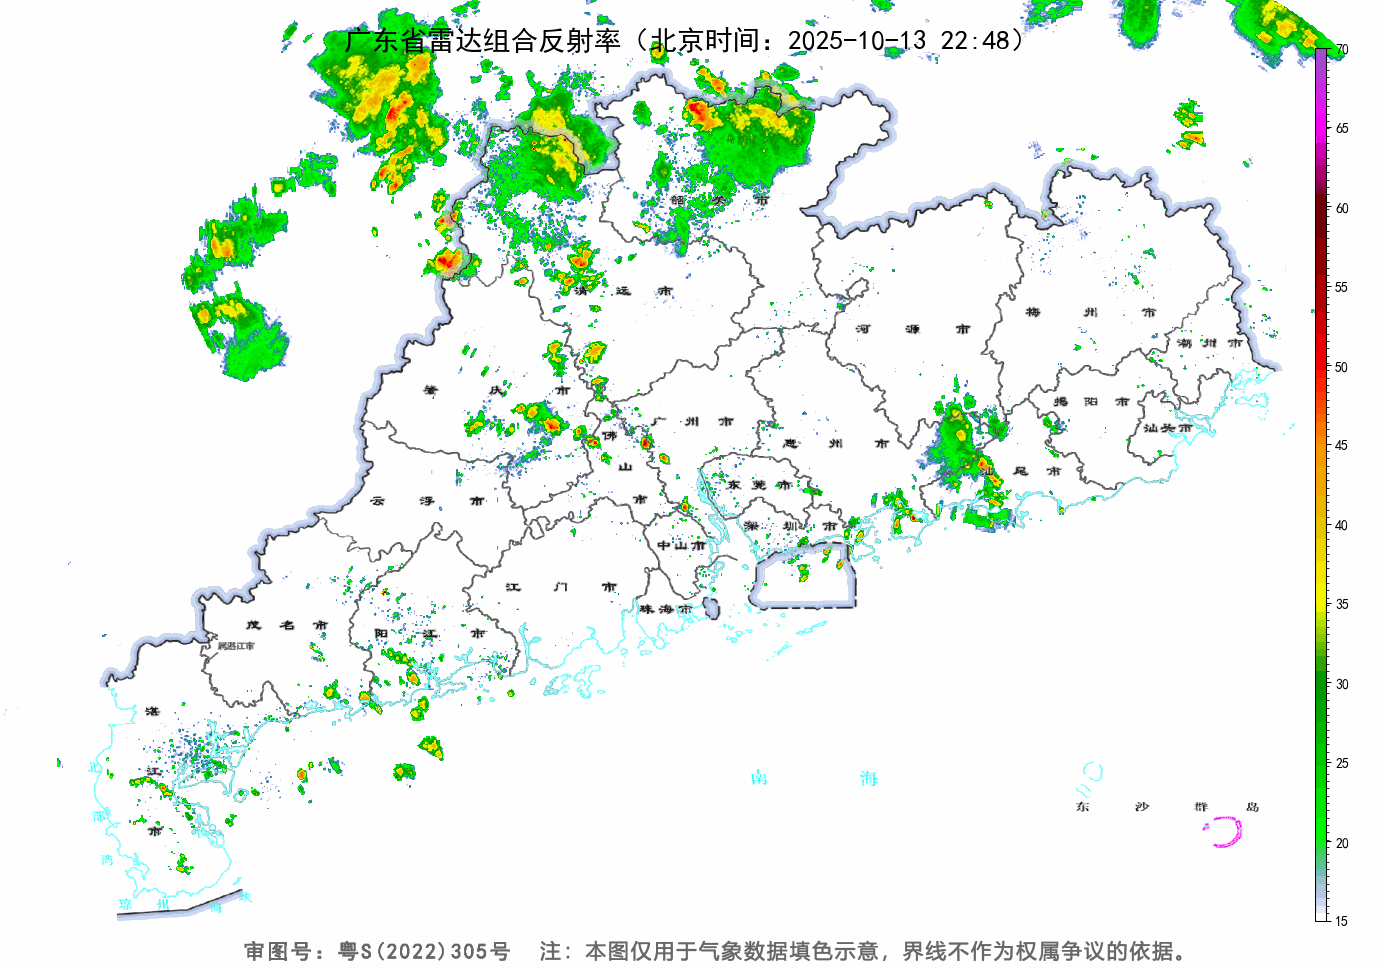 广东省雷达组合反射率（北京时间：2025-10-13 22:48）
70
65
60
55
50
45
40
35
30
25
20
15
韶关市
清远市
河源市
梅州市
潮州市
肇庆市
广州市
佛山市
惠州市
揭阳市
汕头市
汕尾市
云浮市
东莞市
深圳市
中山市
江门市
珠海市
茂名市
阳江市
属湛江市
湛江市
北部湾
琼州海峡
南海
东沙群岛
审图号：粤S(2022)305号 注：本图仅用于气象数据填色示意，界线不作为权属争议的依据。